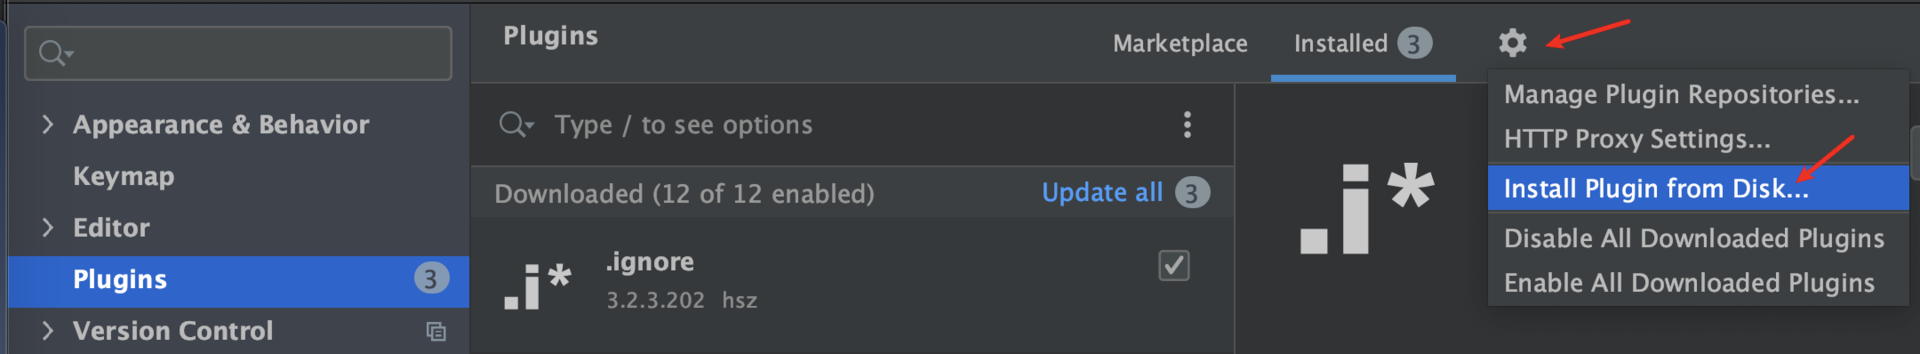 Appearance & Behavior
Keymap
Editor
Plugins 3
Version Control
Plugins
Marketplace
Installed 3
Type / to see options
Downloaded (12 of 12 enabled)
Update all 3
.i*
.ignore
3.2.3.202 hsz
.i*
Manage Plugin Repositories...
HTTP Proxy Settings...
Install Plugin from Disk...
Disable All Downloaded Plugins
Enable All Downloaded Plugins